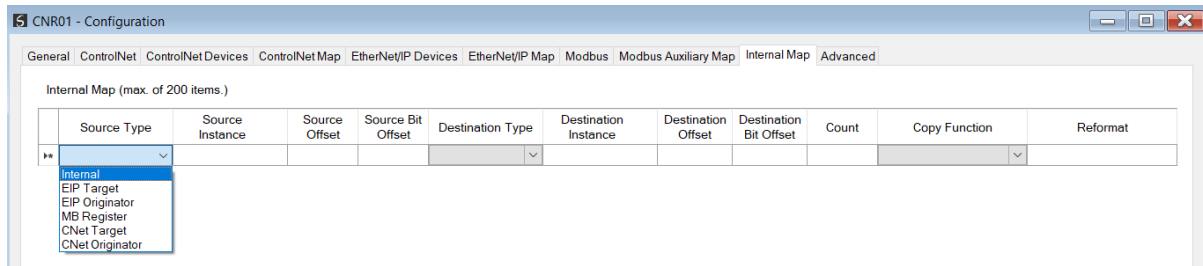 CNR01 - Configuration
General ControlNet ControlNet Devices ControlNet Map EtherNet/IP Devices EtherNet/IP Map Modbus Modbus Auxiliary Map Internal Map Advanced
Internal Map (max. of 200 items.)
Source Type Source Instance Source Offset Source Bit Offset Destination Type Destination Instance Destination Offset Destination Bit Offset Count Copy Function Reformat
Internal
EIP Target
EIP Originator
MB Register
CNet Target
CNet Originator